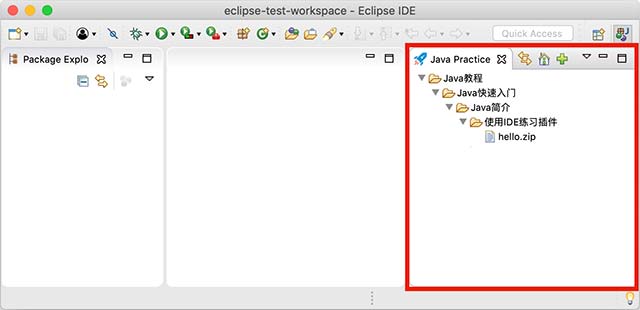 eclipse-test-workspace - Eclipse IDE
Quick Access
Package Explo
Java Practice
Java教程
Java快速入门
Java简介
使用IDE练习插件
hello.zip